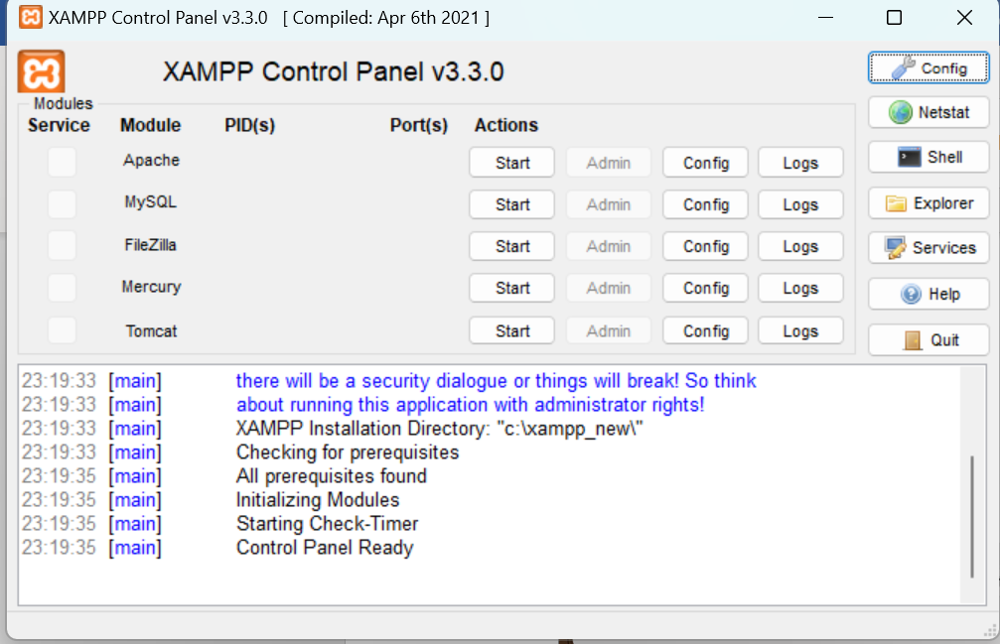 XAMPP Control Panel v3.3.0 [ Compiled: Apr 6th 2021 ]
XAMPP Control Panel v3.3.0
Config
Modules
Service Module PID(s) Port(s) Actions
Netstat
Apache Start Admin Config Logs
Shell
MySQL Start Admin Config Logs
Explorer
FileZilla Start Admin Config Logs
Services
Mercury Start Admin Config Logs
Help
Tomcat Start Admin Config Logs
Quit
23:19:33 [main] there will be a security dialogue or things will break! So think
23:19:33 [main] about running this application with administrator rights!
23:19:33 [main] XAMPP Installation Directory: "c:\xampp_new\"
23:19:33 [main] Checking for prerequisites
23:19:35 [main] All prerequisites found
23:19:35 [main] Initializing Modules
23:19:35 [main] Starting Check-Timer
23:19:35 [main] Control Panel Ready